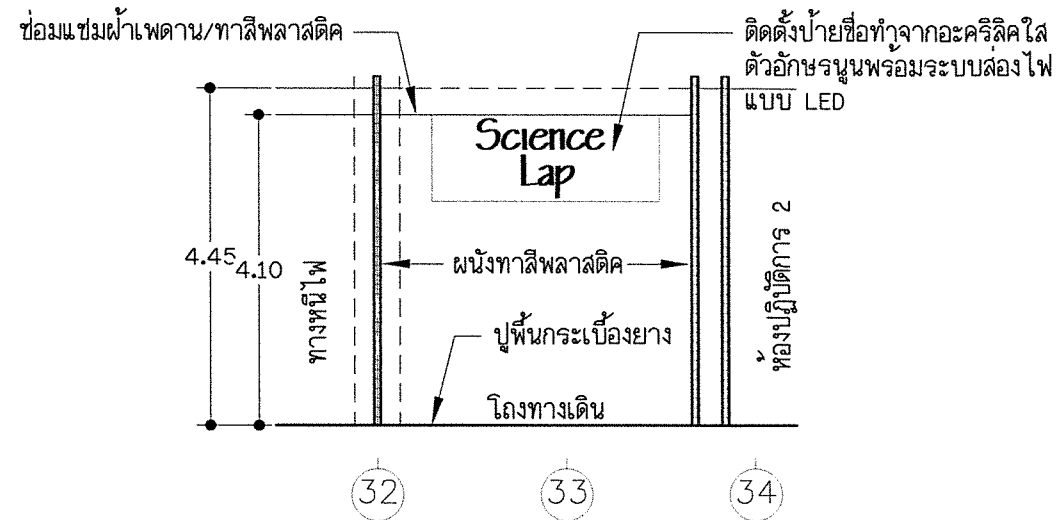 ซ่อมแซมฝ้าเพดาน/ทาสีพลาสติค
ติดตั้งป้ายชื่อทำจากอะคริลิคใส
ตัวอักษรนูนพร้อมระบบส่องไฟ
แบบ LED
Science
Lap
4.45
4.10
ทางหนีไฟ
ผนังทาสีพลาสติค
ห้องปฏิบัติการ 2
ปูพื้นกระเบื้องยาง
โถงทางเดิน
32
33
34